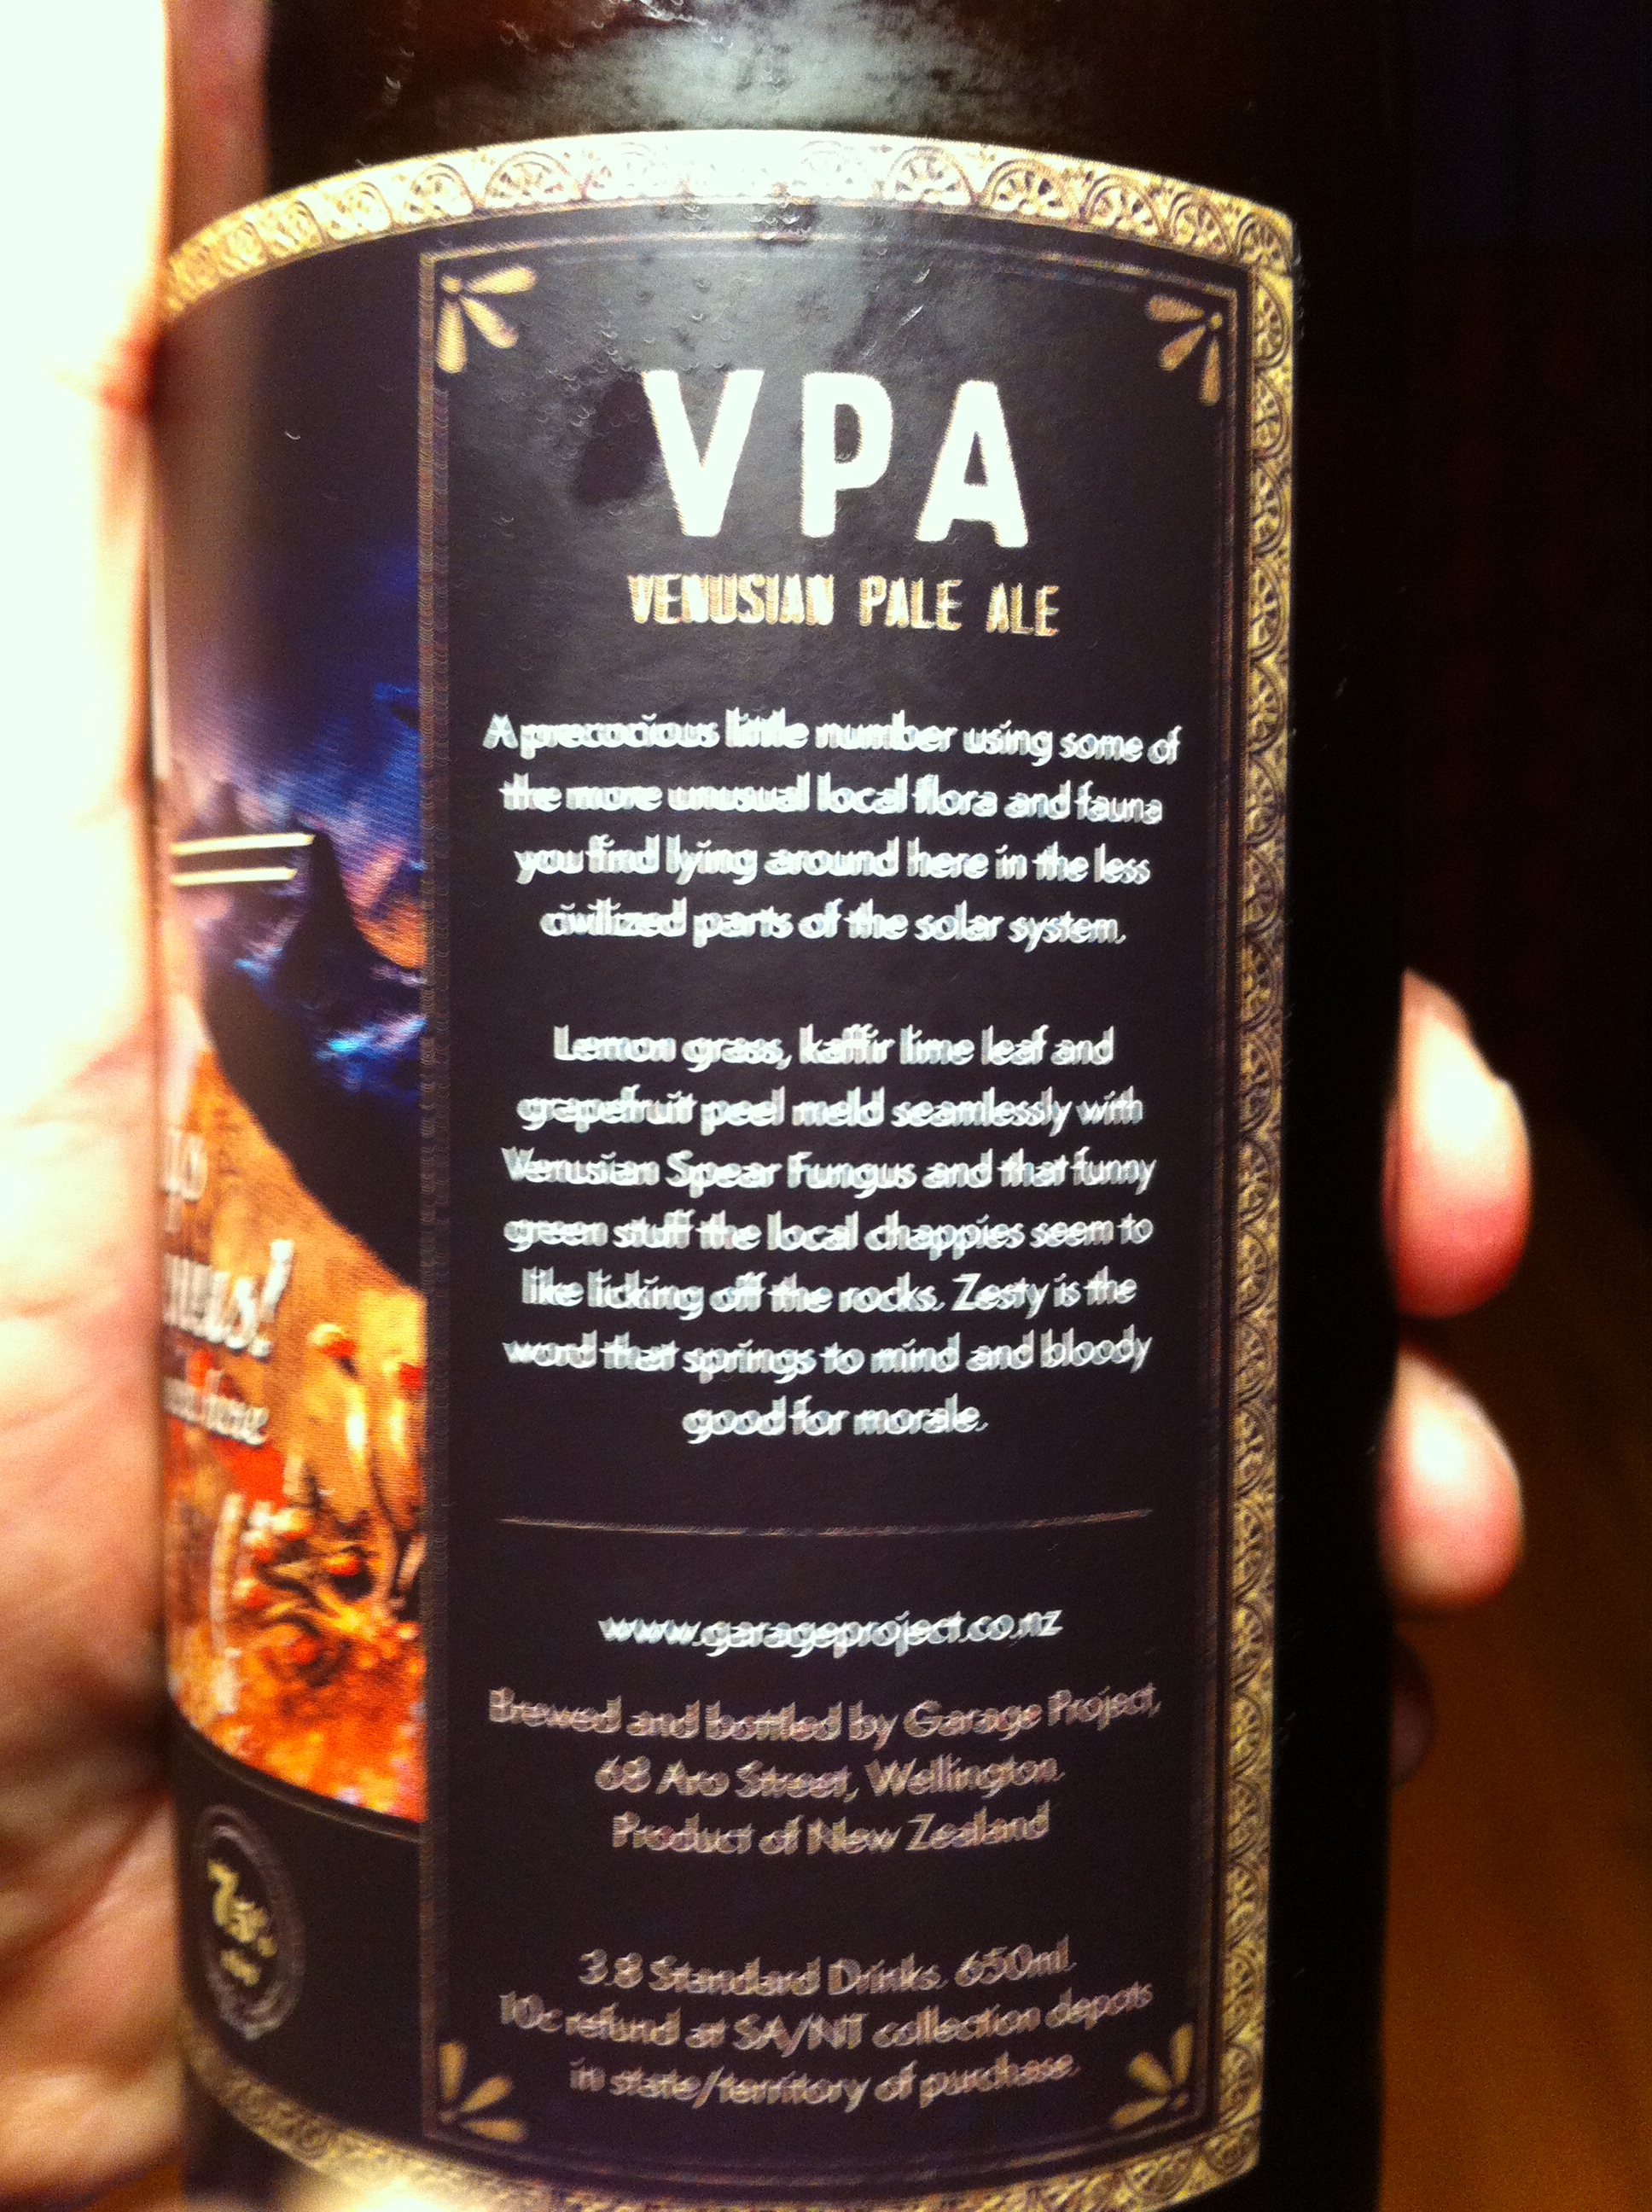 VPA
VENUSIAN PALE ALE
A precocious little number using some of
the more unusual local flora and fauna
you find lying around here in the less
civilized parts of the solar system.
Lemon grass, kaffir lime leaf and
grapefruit peel meld seamlessly with
Venusian Spear Fungus and that funny
green stuff the local chappies seem to
like licking off the rocks. Zesty is the
word that springs to mind and bloody
good for morale.
www.garageproject.co.nz
Brewed and bottled by Garage Project,
68 Aro Street, Wellington.
Product of New Zealand
3.8 Standard Drinks. 650ml.
10c refund at SA/NT collection depots
in state/territory of purchase.
7.5%